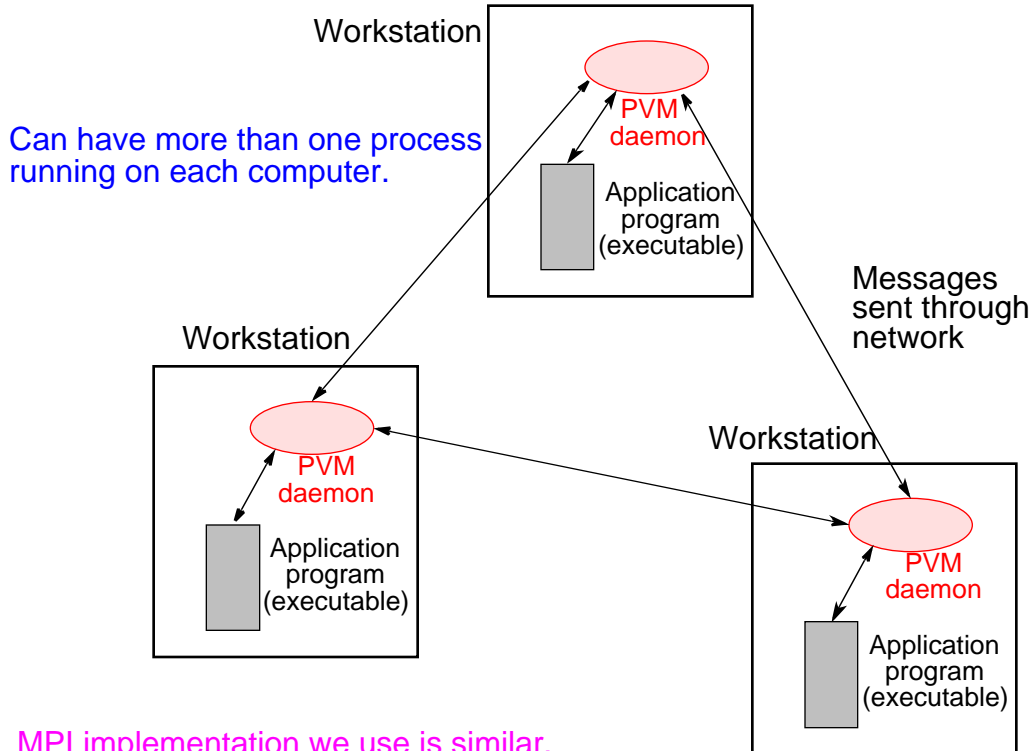 Workstation
PVM
daemon
Can have more than one process
running on each computer.
Application
program
(executable)
Messages
sent through
network
Workstation
PVM
daemon
Application
program
(executable)
Workstation
PVM
daemon
Application
program
(executable)
MPI implementation we use is similar.